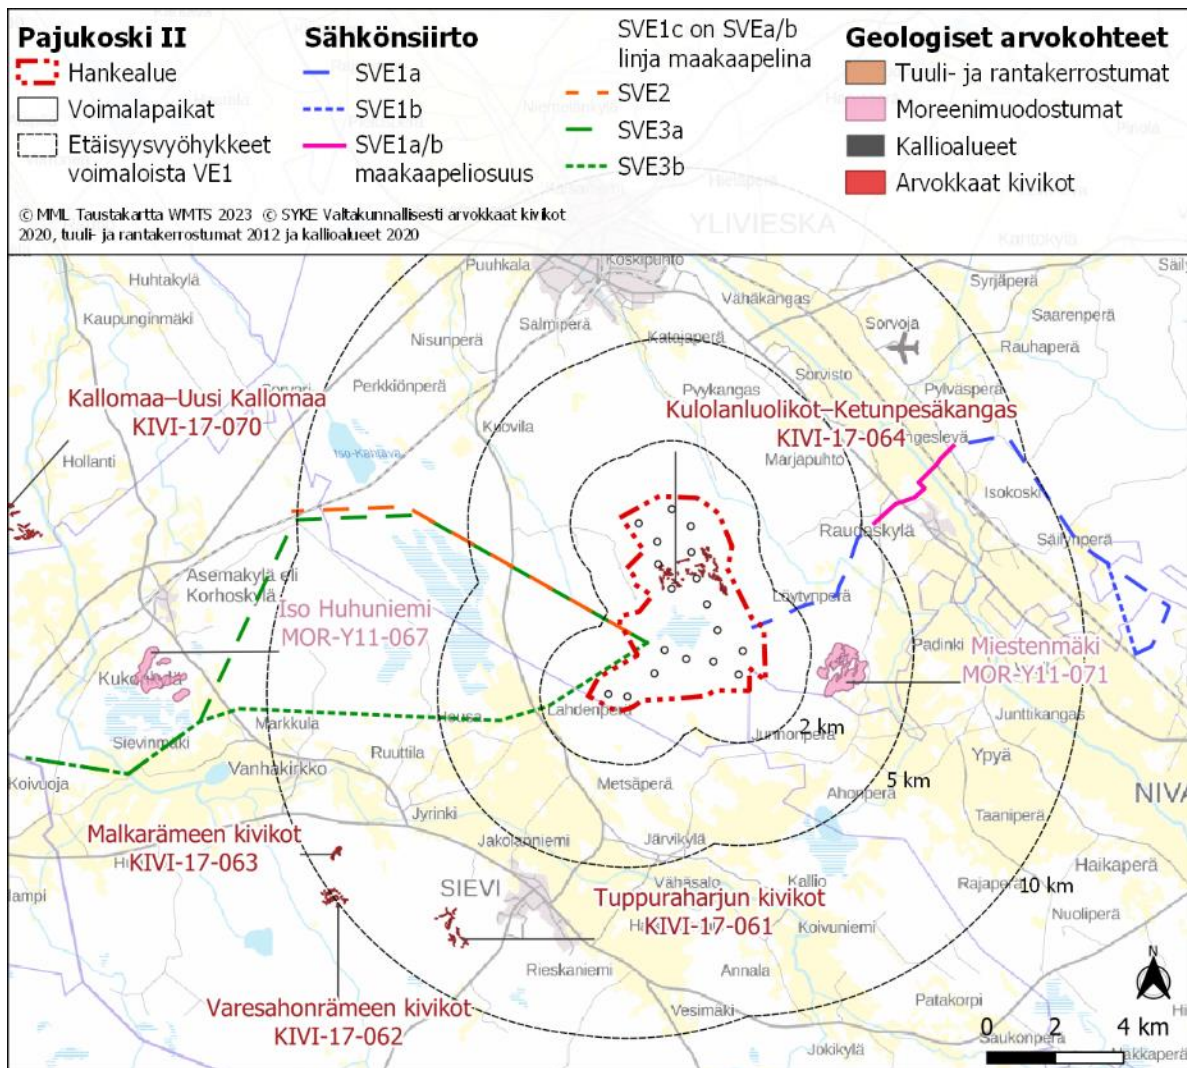 Pajukoski II
Hankealue
Voimalapaikat
Etäisyysvyöhykkeet
voimaloista VE1
Sähkönsiirto
SVE1a
SVE1b
SVE1a/b
maakaapeliosuus
SVE1c on SVEa/b
linja maakaapelina
SVE2
SVE3a
SVE3b
Geologiset arvokohteet
Tuuli- ja rantakerrostumat
Moreenimuodostumat
Kallioalueet
Arvokkaat kivikot
© MML Taustakartta WMTS 2023 © SYKE Valtakunnallisesti arvokkaat kivikot
2020, tuuli- ja rantakerrostumat 2012 ja kallioalueet 2020
YLIVIESKA
Puuhkala
Koskipuhto
Huhtakylä
Vähäkangas
Syrjäperä
Kaupunginmäki
Salmiperä
Katajaperä
Sorvoja
Saarenperä
Nisunperä
Rauhaperä
Sorvisto
Perkkiönperä
Pyykangas
Pylväsperä
Kallomaa–Uusi Kallomaa
KIVI-17-070
Kulolanluolikot–Ketunpesäkangas
KIVI-17-064
Kuovila
Hollanti
Marjapuhto
Isokoski
Raudaskylä
Säilynperä
Asemakylä eli
Korhoskylä
Iso Huhuniemi
MOR-Y11-067
Löytynperä
Padinki
Miestenmäki
MOR-Y11-071
Markkula
Lahdenperä
Junttikangas
Sievinmäki
Ruuttila
2 km
Junnonperä
Koivuoja
Vanhakirkko
Metsäperä
Ypyä
5 km
Ahonperä
NIVA
Jyrinki
Taaniperä
Malkarämeen kivikot
KIVI-17-063
Jakolanniemi
Järvikylä
Haikaperä
SIEVI
Vähäsalo
Kallio
Rajaperä
10 km
Tuppuraharjun kivikot
KIVI-17-061
Nuoliperä
Koivuniemi
Rieskaniemi
Annala
Varesahonrämeen kivikot
KIVI-17-062
Vesimäki
Patakorpi
N
Jokikylä
Saukonperä
0 2 4 km